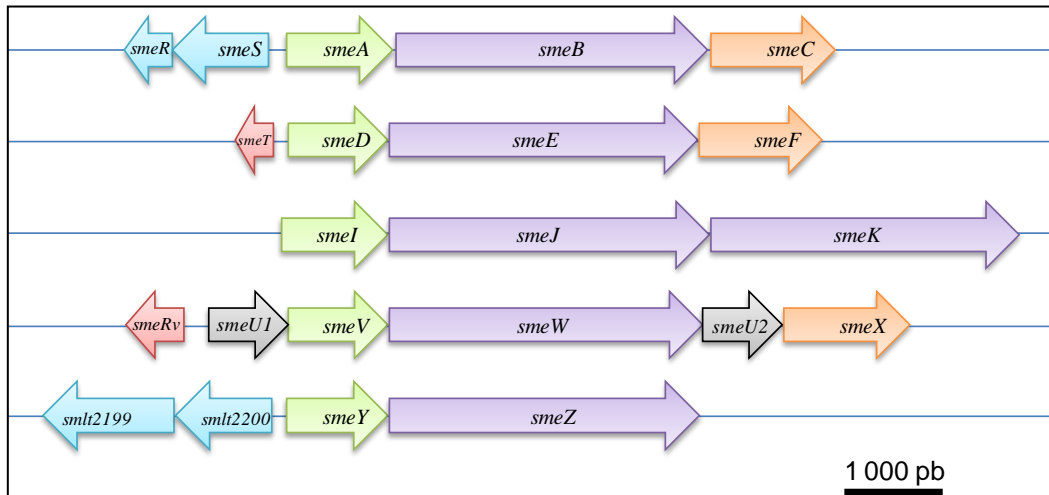 smeR smeS smeA smeB smeC
smeT smeD smeE smeF
smeI smeJ smeK
smeRv smeU1 smeV smeW smeU2 smeX
smlt2199 smlt2200 smeY smeZ
1 000 pb